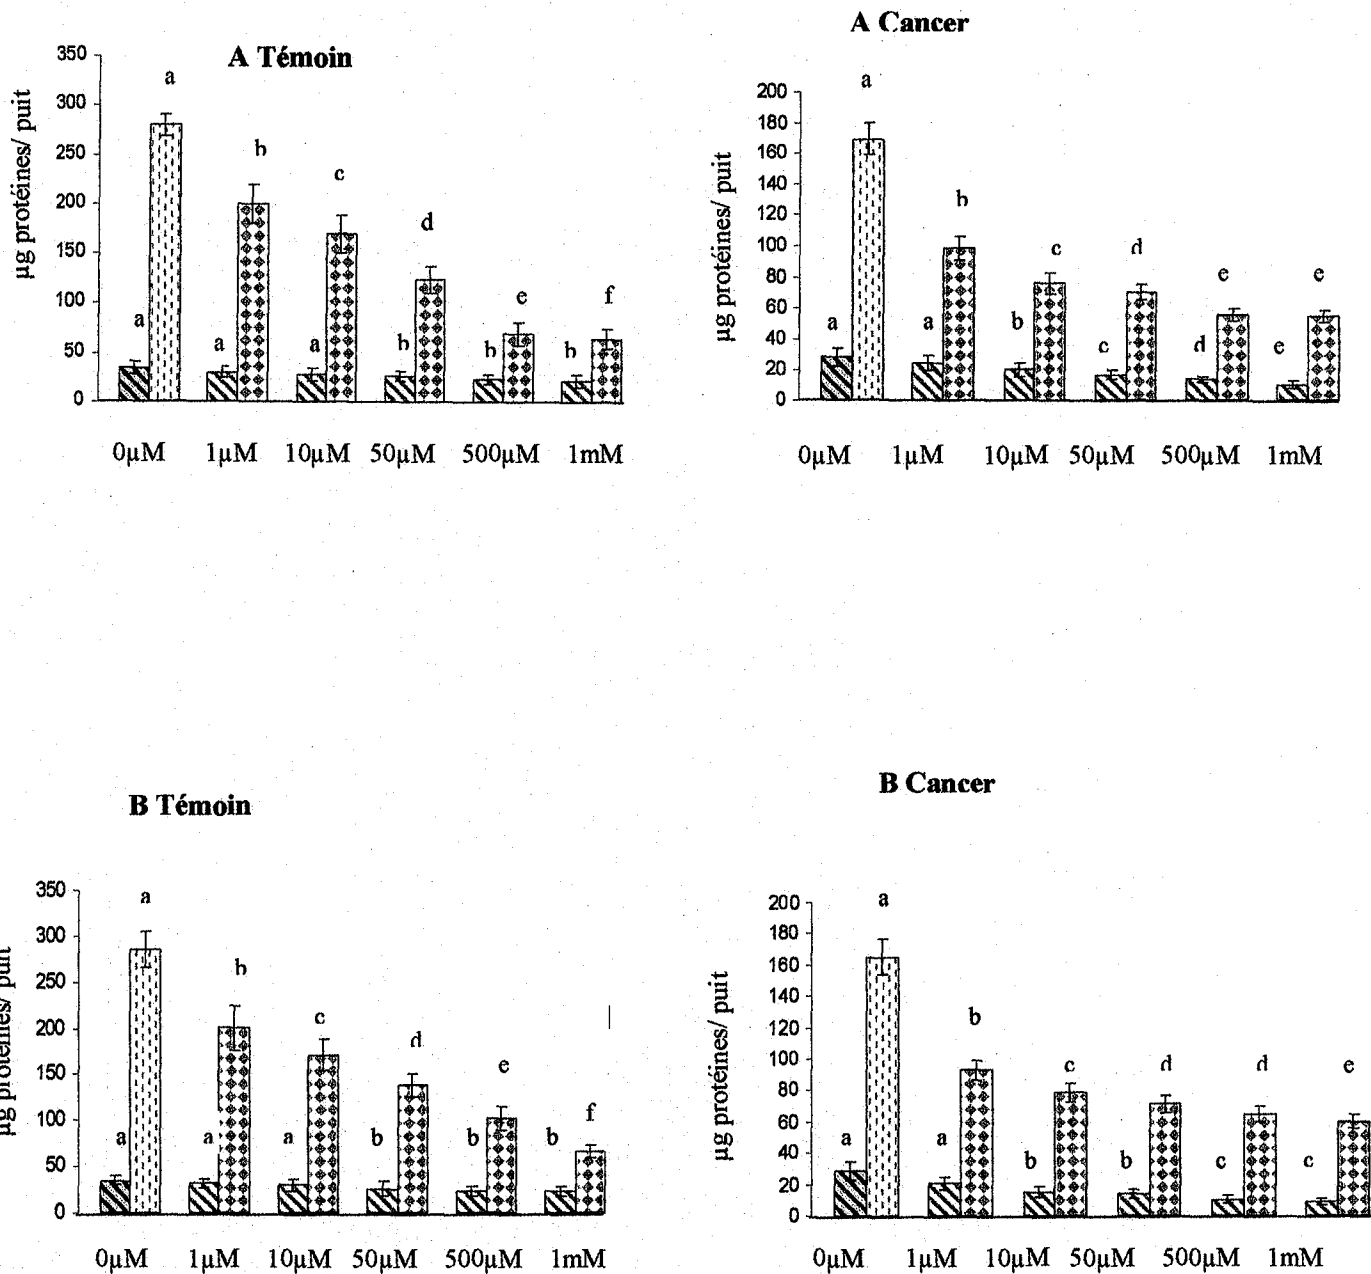 A Témoin
µg protéines/ puit
350
300
250
200
150
100
50
0
a
a
a
b
a
c
b
d
b
e
b
f
0µM 1µM 10µM 50µM 500µM 1mM
A Cancer
µg protéines/ puit
200
180
160
140
120
100
80
60
40
20
0
a
a
a
b
b
c
c
d
d
e
e
e
0µM 1µM 10µM 50µM 500µM 1mM
B Témoin
µg protéines/ puit
350
300
250
200
150
100
50
0
a
a
a
b
a
c
b
d
b
e
b
f
0µM 1µM 10µM 50µM 500µM 1mM
B Cancer
µg protéines/ puit
200
180
160
140
120
100
80
60
40
20
0
a
a
a
b
b
c
b
d
c
d
c
e
0µM 1µM 10µM 50µM 500µM 1mM